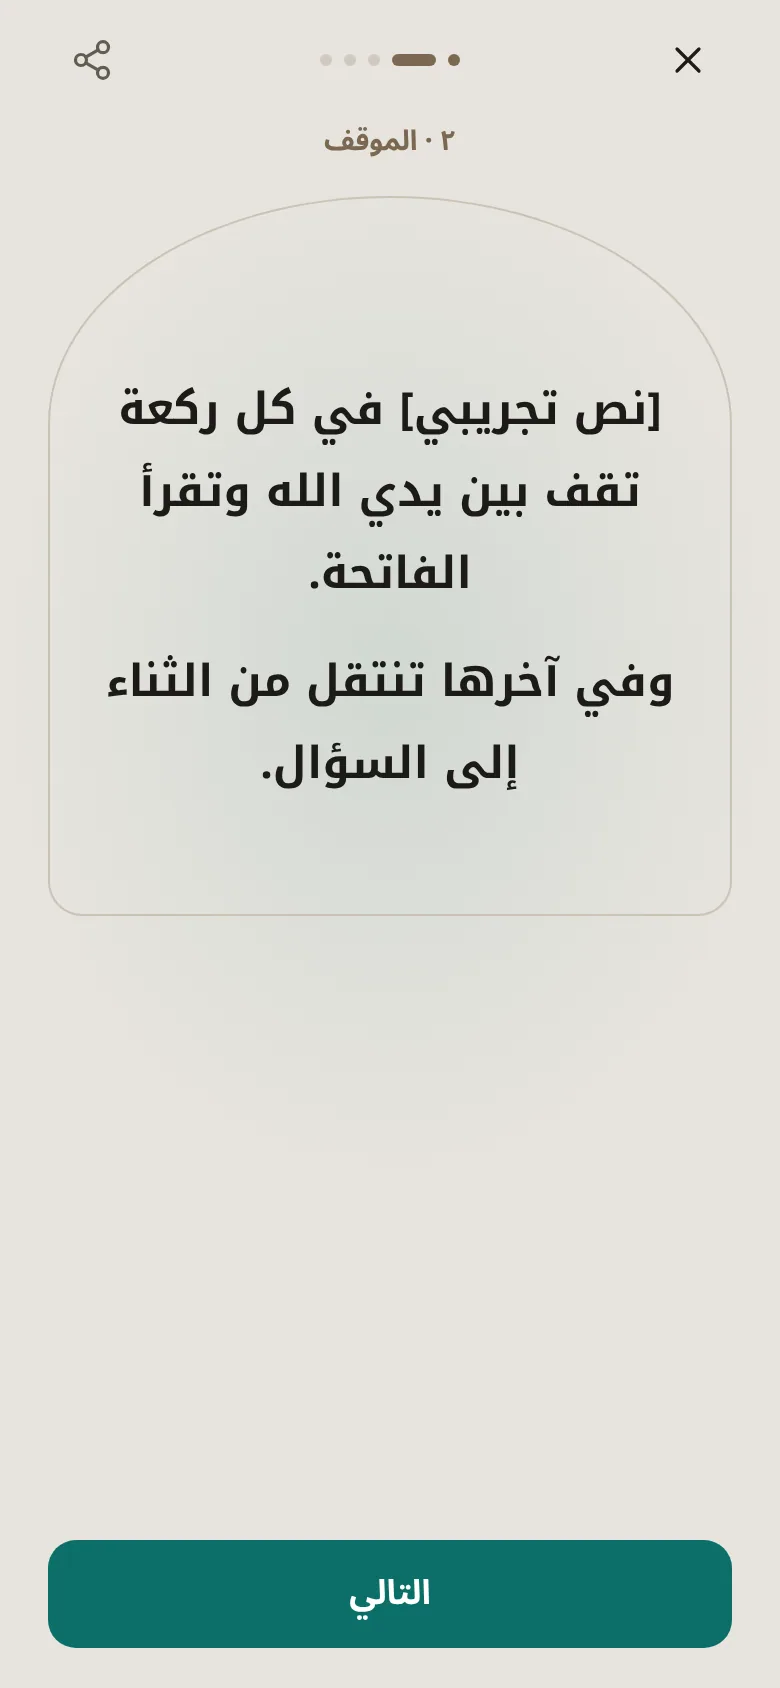 ٢ · الموقف
[نص تجريبي] في كل ركعة
تقف بين يدي الله وتقرأ
الفاتحة.
وفي آخرها تنتقل من الثناء
إلى السؤال.
التالي